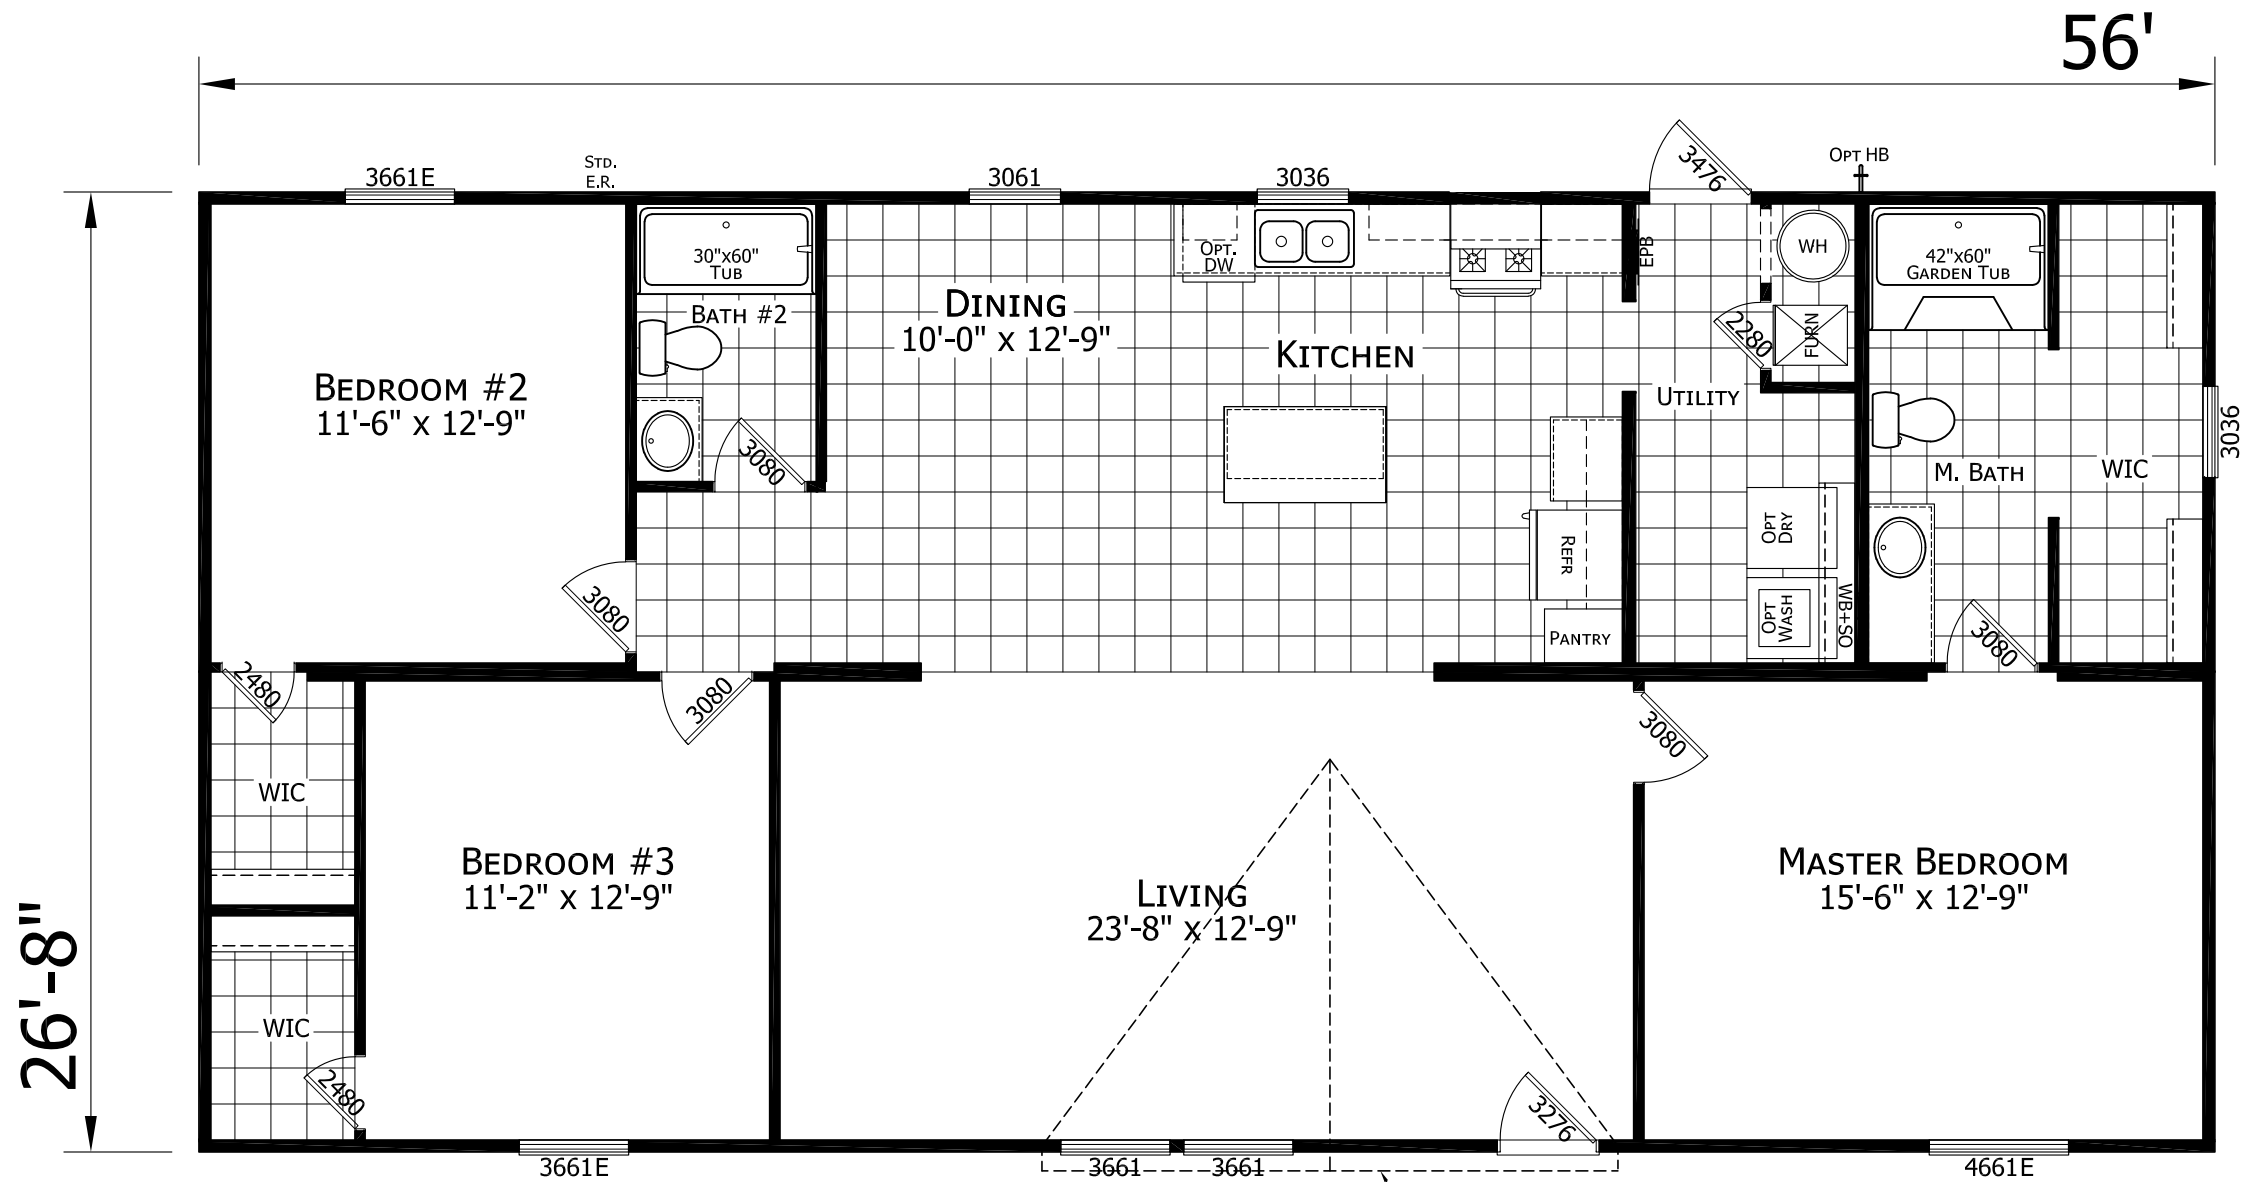 56'
3661E
STD.
E.R.
3061
3036
3476
OPT HB
30"x60"
TUB
OPT.
DW
EPB
WH
42"x60"
GARDEN TUB
BATH #2
DINING
10'-0" x 12'-9"
KITCHEN
2280
FURN
BEDROOM #2
11'-6" x 12'-9"
UTILITY
3036
3080
M. BATH
WIC
REFR
OPT
DRY
OPT
WASH
WB+SO
3080
PANTRY
3080
2480
3080
3080
WIC
BEDROOM #3
11'-2" x 12'-9"
LIVING
23'-8" x 12'-9"
MASTER BEDROOM
15'-6" x 12'-9"
26'-8"
WIC
2480
3276
3661E
3661
3661
4661E